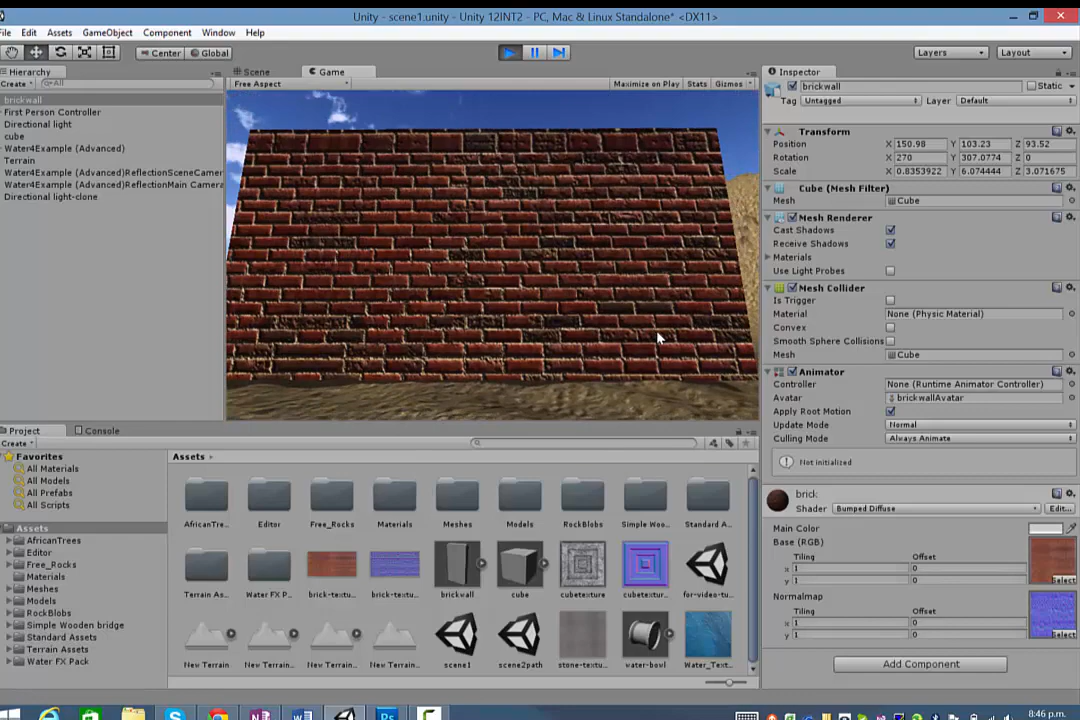 Unity - scene1.unity - Unity 12INT2 - PC, Mac & Linux Standalone* <DX11>
File Edit Assets GameObject Component Window Help
Center Global Layers Layout
Hierarchy
Create All
brickwall
First Person Controller
Directional light
cube
Water4Example (Advanced)
Terrain
Water4Example (Advanced)ReflectionSceneCamera
Water4Example (Advanced)ReflectionMain Camera
Directional light-clone
Scene Game
Free Aspect Maximize on Play Stats Gizmos
Inspector
brickwall Static
Tag Untagged Layer Default
Transform
Position X 150.98 Y 103.23 Z 93.52
Rotation X 270 Y 307.0774 Z 0
Scale X 0.8353922 Y 6.074444 Z 3.071675
Cube (Mesh Filter)
Mesh Cube
Mesh Renderer
Cast Shadows
Receive Shadows
Materials
Use Light Probes
Mesh Collider
Is Trigger
Material None (Physic Material)
Convex
Smooth Sphere Collisions
Mesh Cube
Animator
Controller None (Runtime Animator Controller)
Avatar brickwallAvatar
Apply Root Motion
Update Mode Normal
Culling Mode Always Animate
Not initialized
brick
Shader Bumped Diffuse Edit...
Main Color
Base (RGB)
Tiling Offset
x 1 0
y 1 0
Select
Normalmap
Tiling Offset
x 1 0
y 1 0
Select
Add Component
Project Console
Create
Favorites
All Materials
All Models
All Prefabs
All Scripts
Assets
AfricanTrees
Editor
Free_Rocks
Materials
Meshes
Models
RockBlobs
Simple Wooden bridge
Standard Assets
Terrain Assets
Water FX Pack
Assets
AfricanTre... Editor Free_Rocks Materials Meshes Models RockBlobs Simple Woo... Standard A...
Terrain As... Water FX P... brick-textu... brick-textu... brickwall cube cubetexture cubetextur... for-video-tu...
New Terrain New Terrain... New Terrain... New Terrain... scene1 scene2path stone-textu... water-bowl Water_Text...
Ps
8:46 p.m.